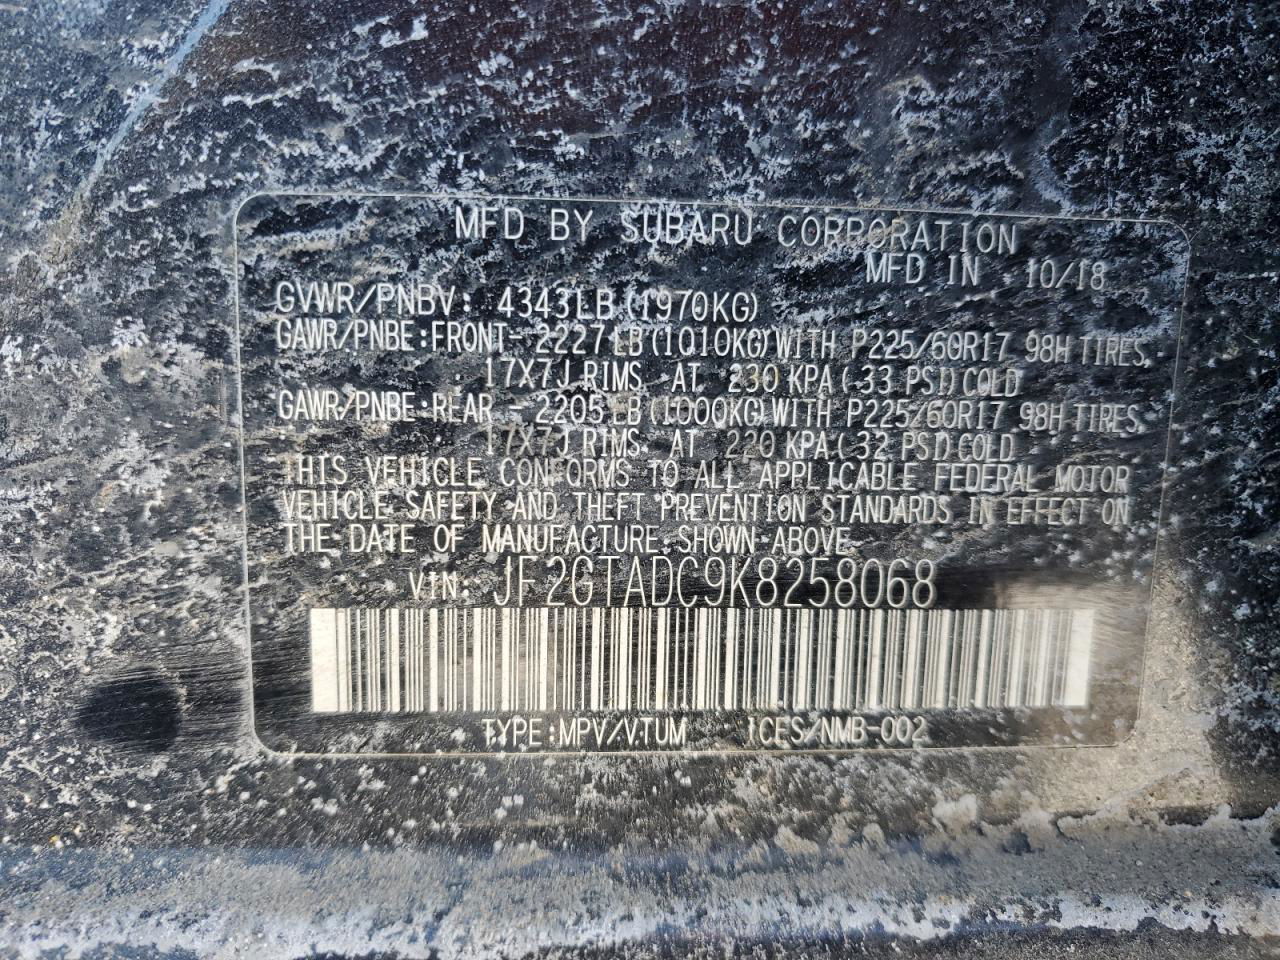 MFD BY SUBARU CORPORATION
MFD IN 10/18
GVWR/PNBV: 4343LB(1970KG)
GAWR/PNBE:FRONT-2227LB(1010KG)WITH P225/60R17 98H TIRES,
17X7J RIMS AT 230 KPA(33 PSI)COLD
GAWR/PNBE:REAR -2205LB(1000KG)WITH P225/60R17 98H TIRES,
17X7J RIMS AT 220 KPA(32 PSI)COLD
THIS VEHICLE CONFORMS TO ALL APPLICABLE FEDERAL MOTOR
VEHICLE SAFETY AND THEFT PREVENTION STANDARDS IN EFFECT ON
THE DATE OF MANUFACTURE SHOWN ABOVE.
VIN: JF2GTADC9K8258068
TYPE:MPV/VTUM ICES/NMB-002